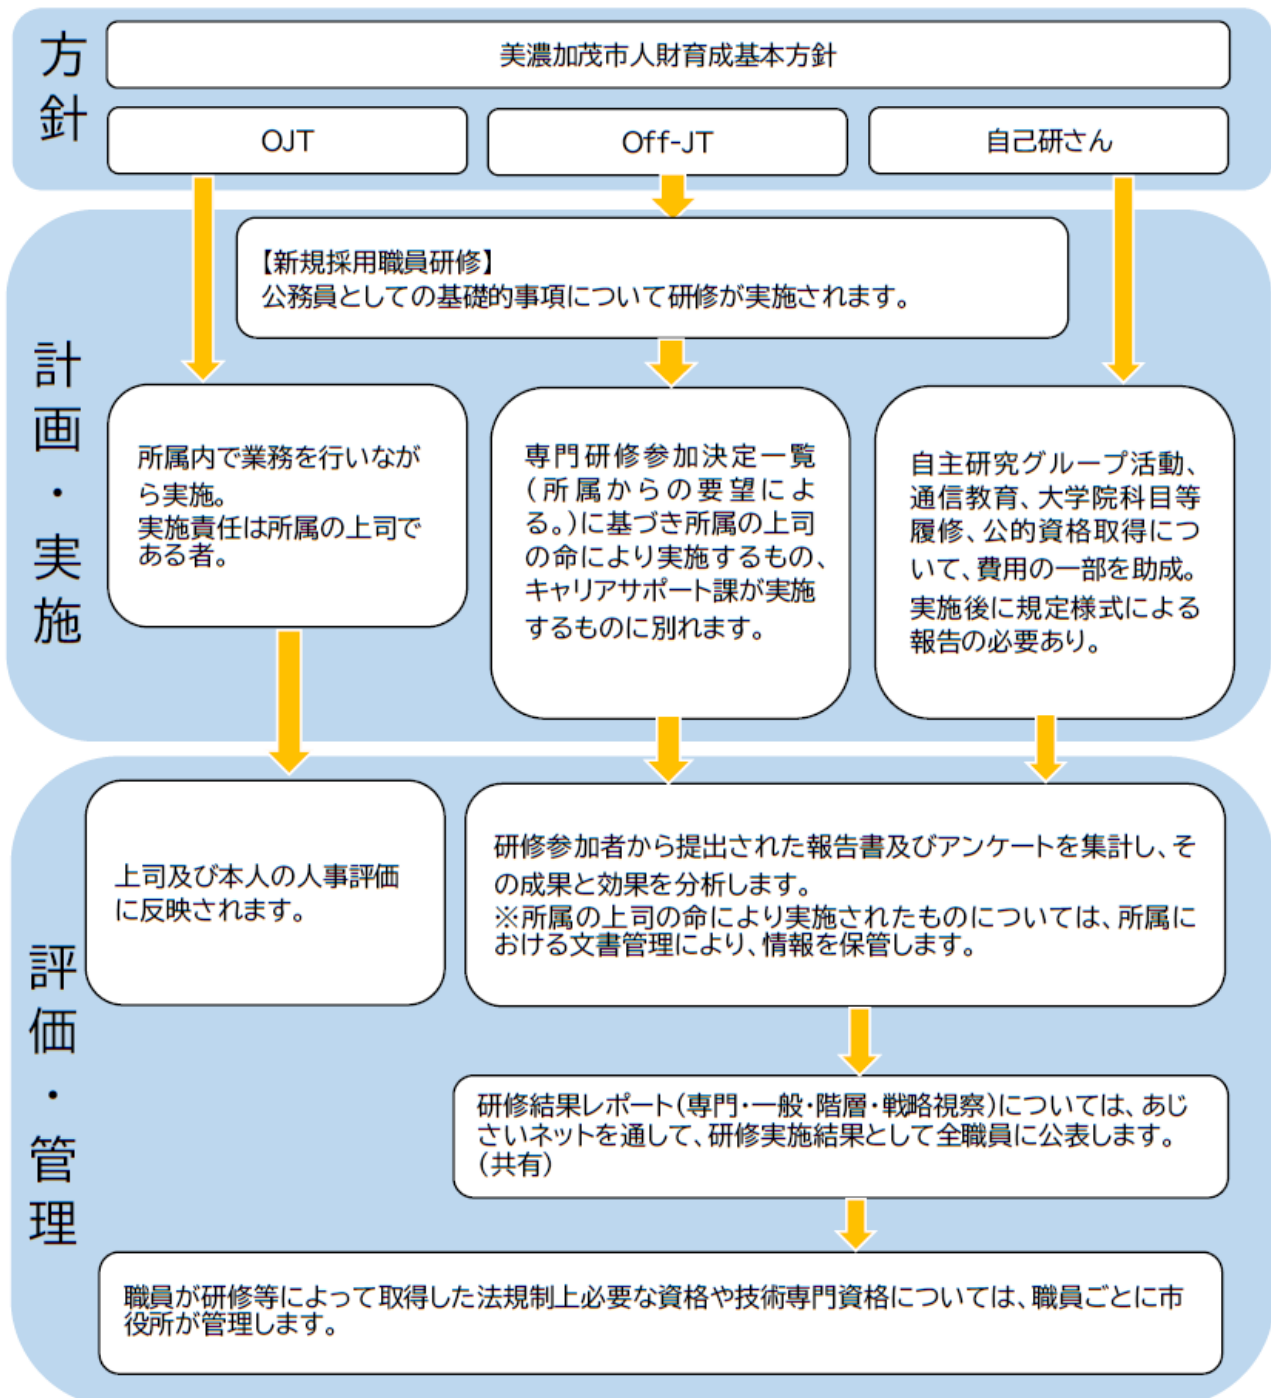 方針
美濃加茂市人財育成基本方針
OJT
Off-JT
自己研さん
計画・実施
【新規採用職員研修】
公務員としての基礎的事項について研修が実施されます。
所属内で業務を行いなが
ら実施。
実施責任は所属の上司で
ある者。
専門研修参加決定一覧
(所属からの要望によ
る。)に基づき所属の上司
の命により実施するもの、
キャリアサポート課が実施
するものに別れます。
自主研究グループ活動、
通信教育、大学院科目等
履修、公的資格取得につ
いて、費用の一部を助成。
実施後に規定様式による
報告の必要あり。
評価・管理
上司及び本人の人事評価
に反映されます。
研修参加者から提出された報告書及びアンケートを集計し、そ
の成果と効果を分析します。
※所属の上司の命により実施されたものについては、所属に
おける文書管理により、情報を保管します。
研修結果レポート(専門・一般・階層・戦略視察)については、あじ
さいネットを通して、研修実施結果として全職員に公表します。
(共有)
職員が研修等によって取得した法規制上必要な資格や技術専門資格については、職員ごとに市
役所が管理します。